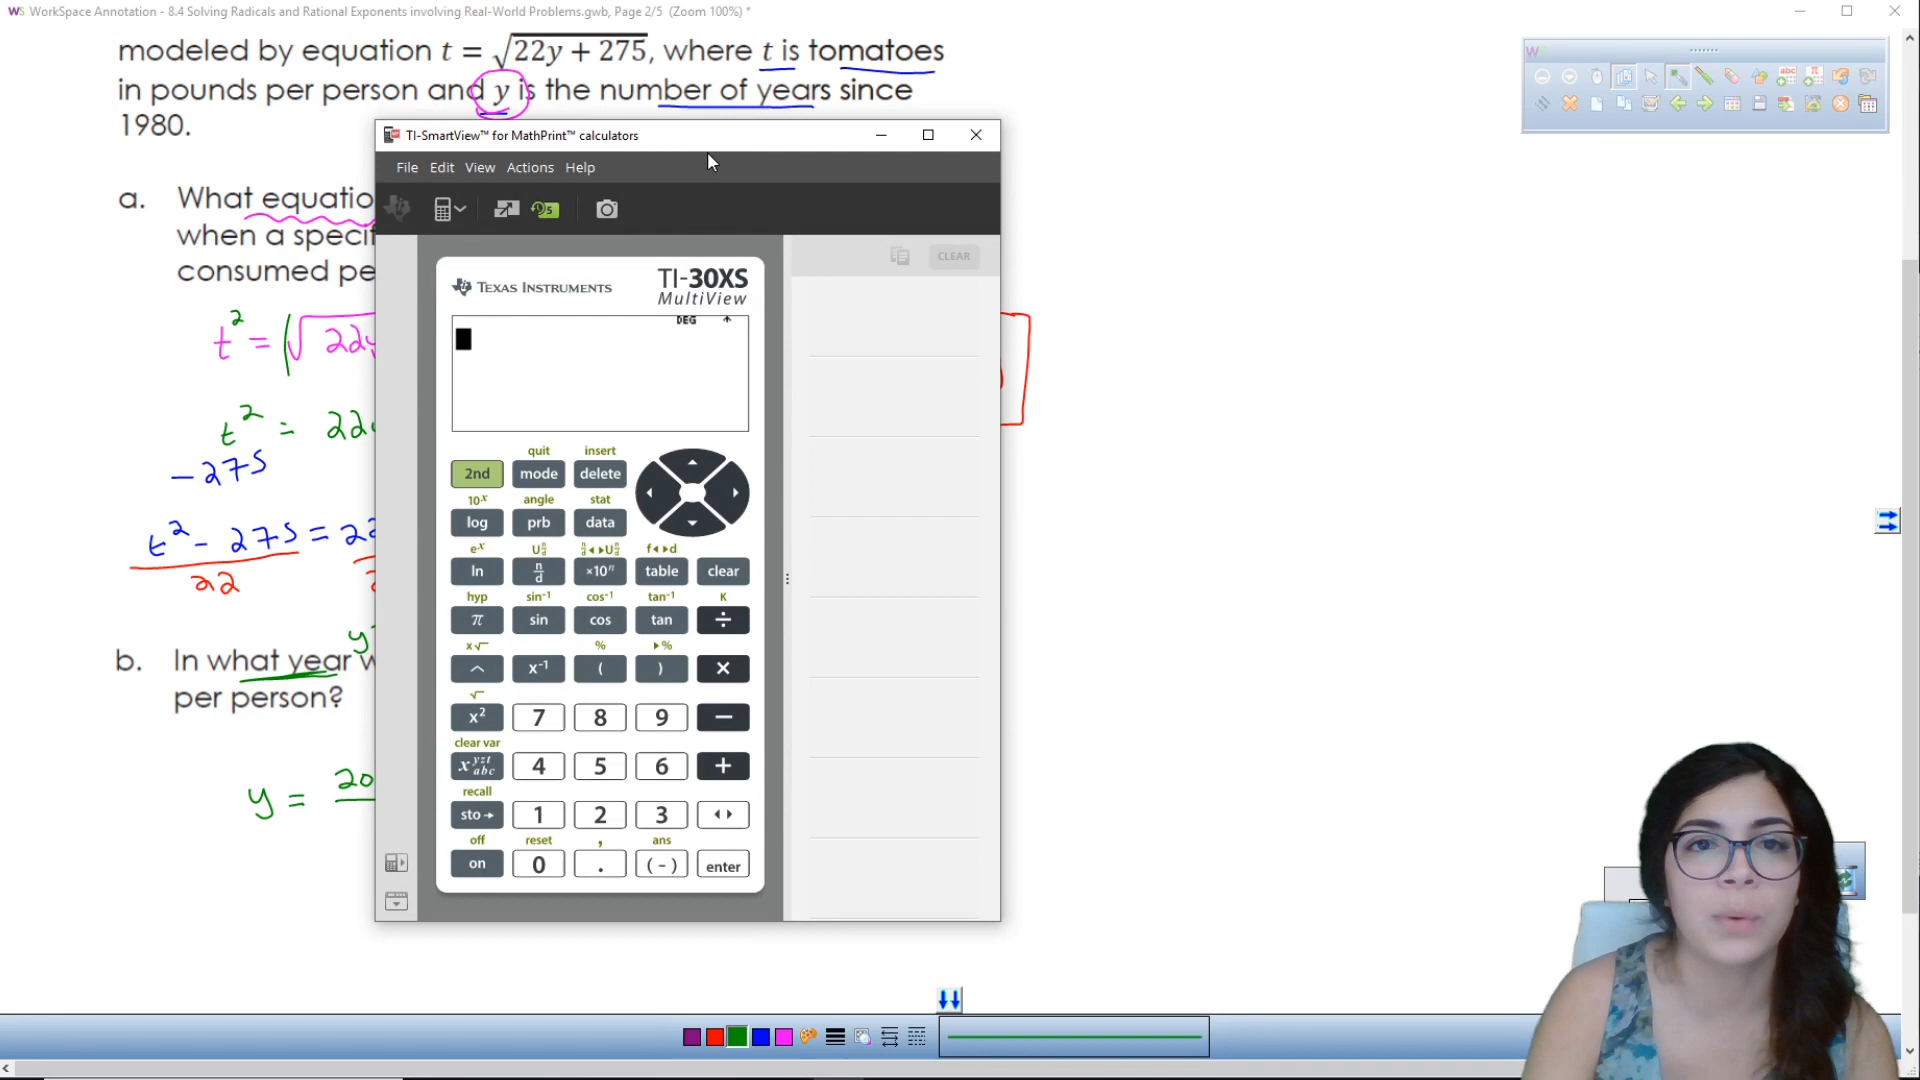 WS WorkSpace Annotation - 8.4 Solving Radicals and Rational Exponents involving Real-World Problems.gwb, Page 2/5 (Zoom 100%) *
modeled by equation t = √22y + 275, where t is tomatoes
in pounds per person and y is the number of years since
1980.
TI-SmartView™ for MathPrint™ calculators
File Edit View Actions Help
a. What equatio
when a specif
consumed pe
t² = (√22y
t² = 22
-275
t² - 275 = 22
22
b. In what year w
per person?
y = 20
CLEAR
TEXAS INSTRUMENTS
TI-30XS
MultiView
DEG
quit insert
2nd mode delete
10ˣ angle stat
log prb data
eˣ U n/d n/d ◄► U n/d f ◄► d
ln n/d ×10ⁿ table clear
hyp sin⁻¹ cos⁻¹ tan⁻¹ K
π sin cos tan ÷
x√ % ►%
^ x⁻¹ ( ) ×
√
x² 7 8 9 −
clear var
x yzt abc 4 5 6 +
recall
sto→ 1 2 3 ◄►
off reset , ans
on 0 . (-) enter